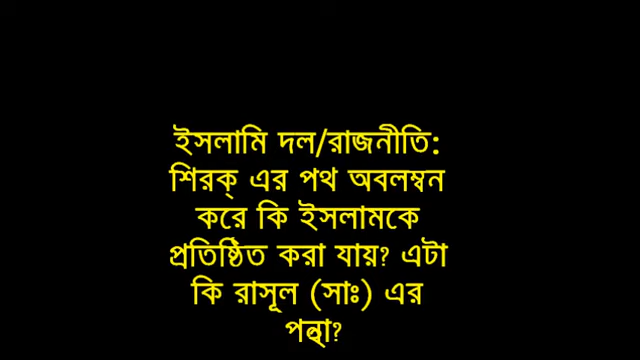 ইসলামি দল/রাজনীতি:
শিরক্ এর পথ অবলম্বন
করে কি ইসলামকে
প্রতিষ্ঠিত করা যায়? এটা
কি রাসূল (সাঃ) এর
পন্থা?